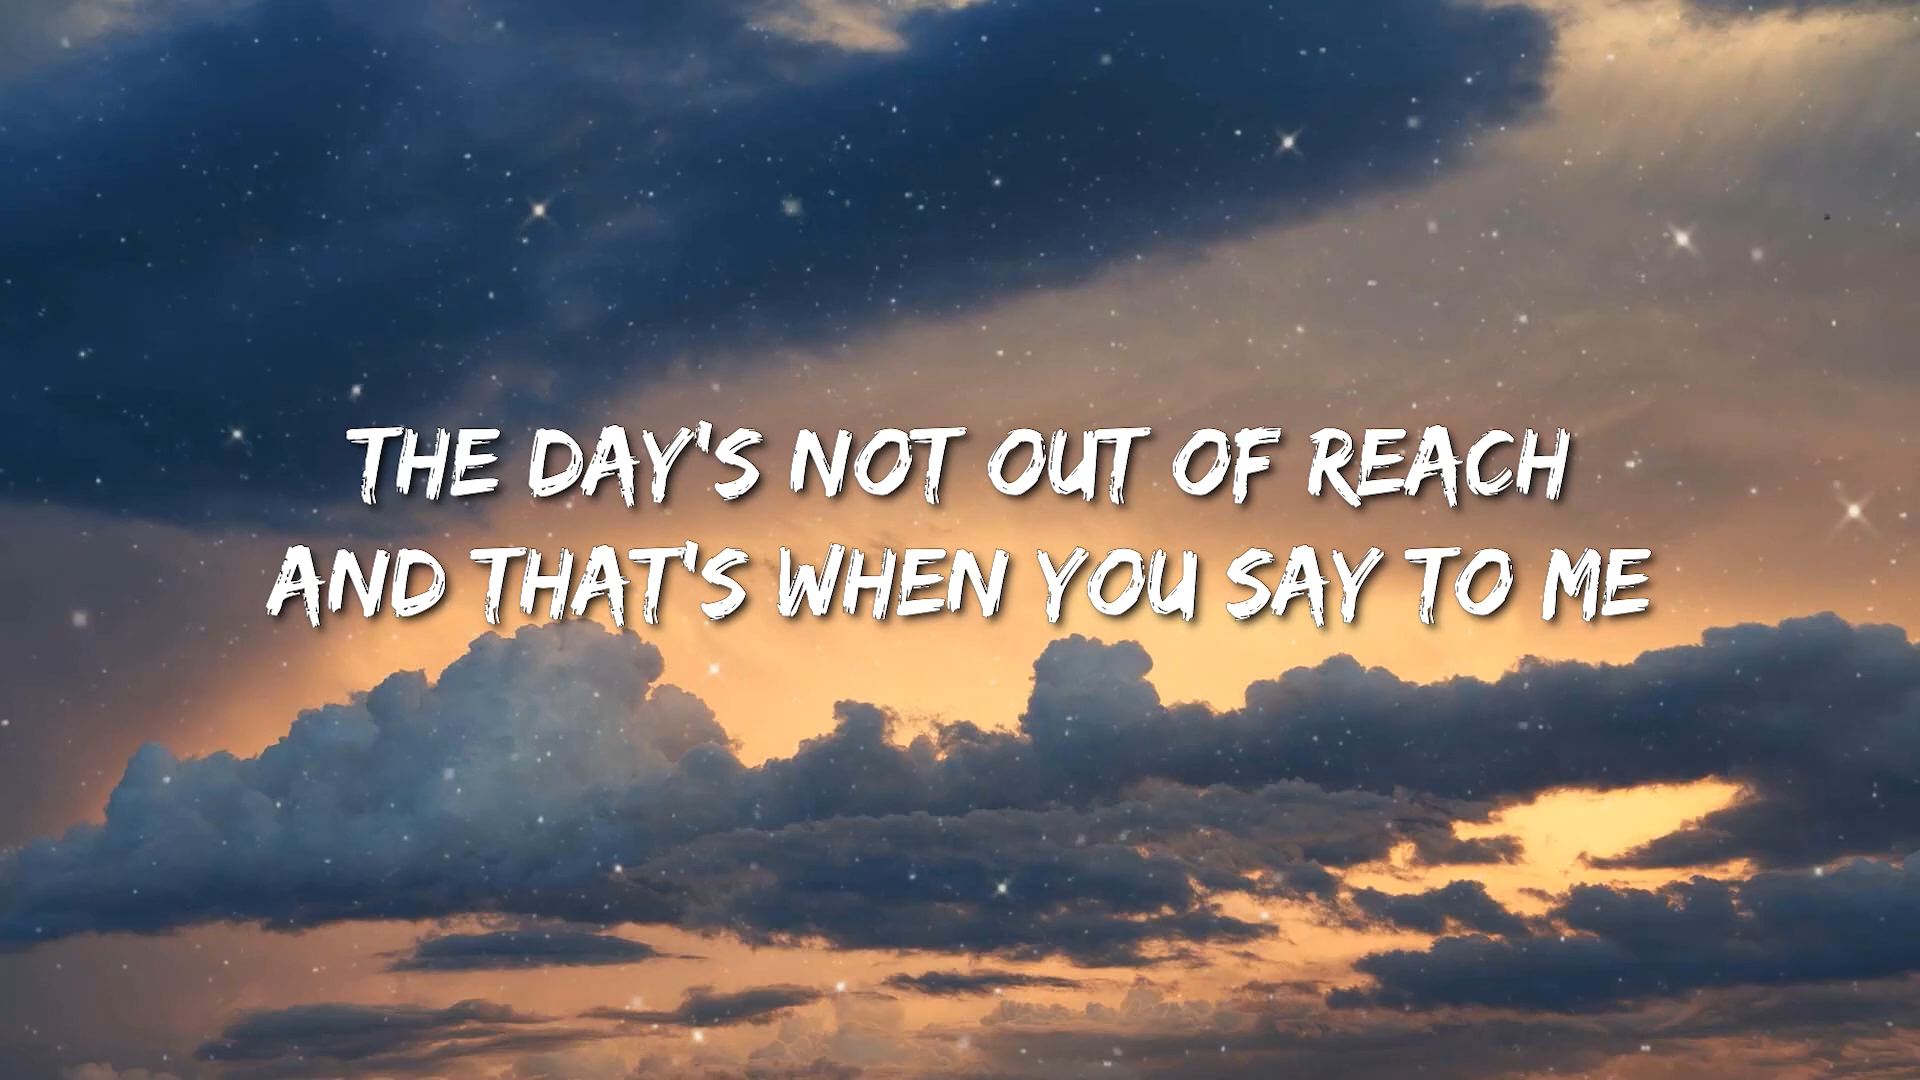 THE DAY'S NOT OUT OF REACH
AND THAT'S WHEN YOU SAY TO ME